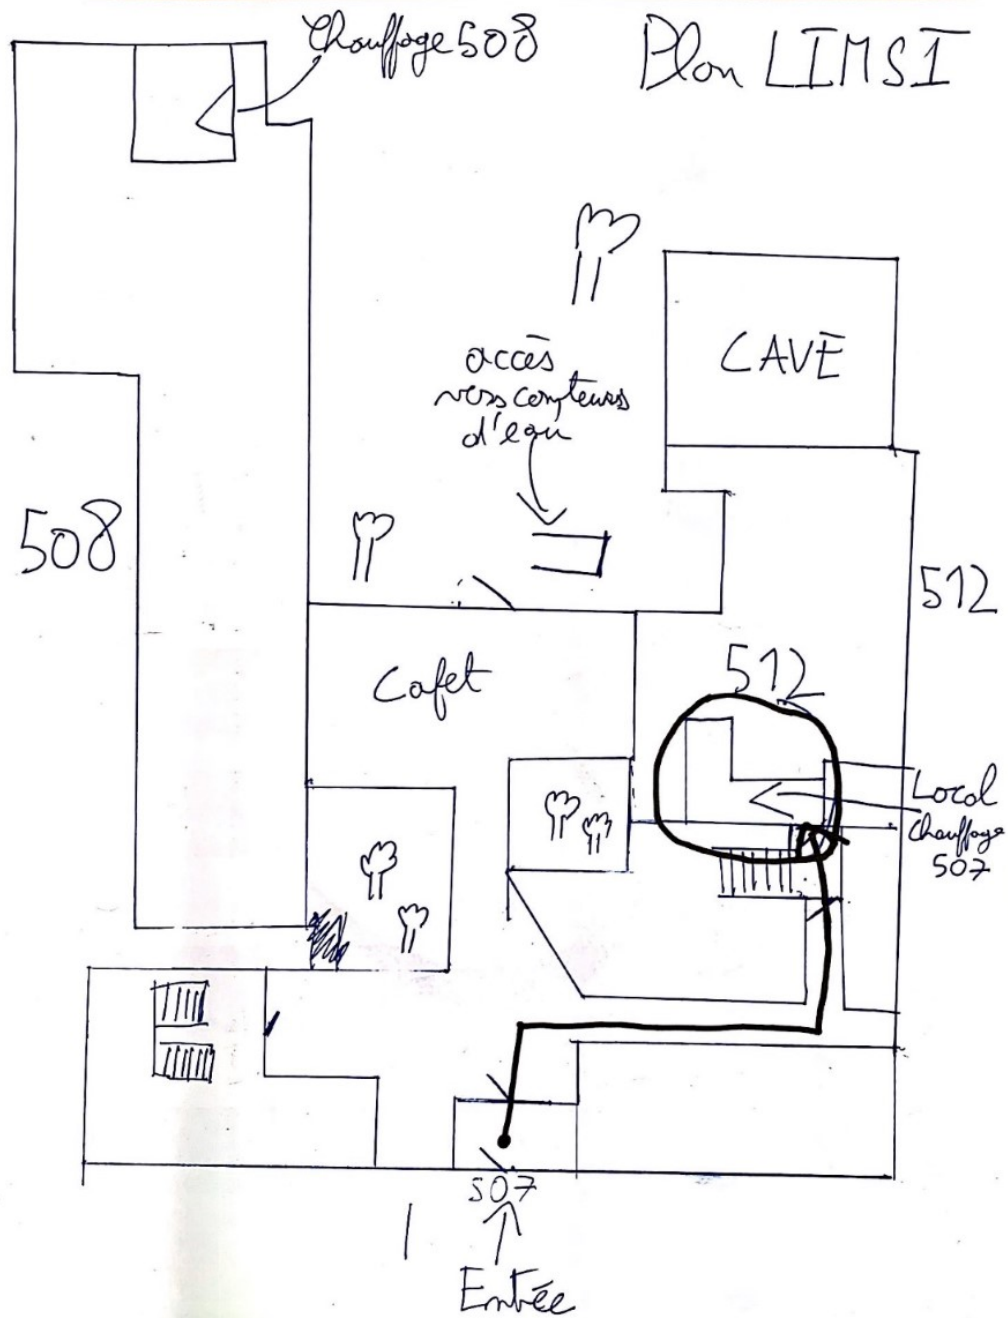 Chauffage 508
Plan LIMSI
CAVE
accès
vers compteurs
d'eau
508
512
Cafet
512
Local
Chauffage
507
507
Entrée